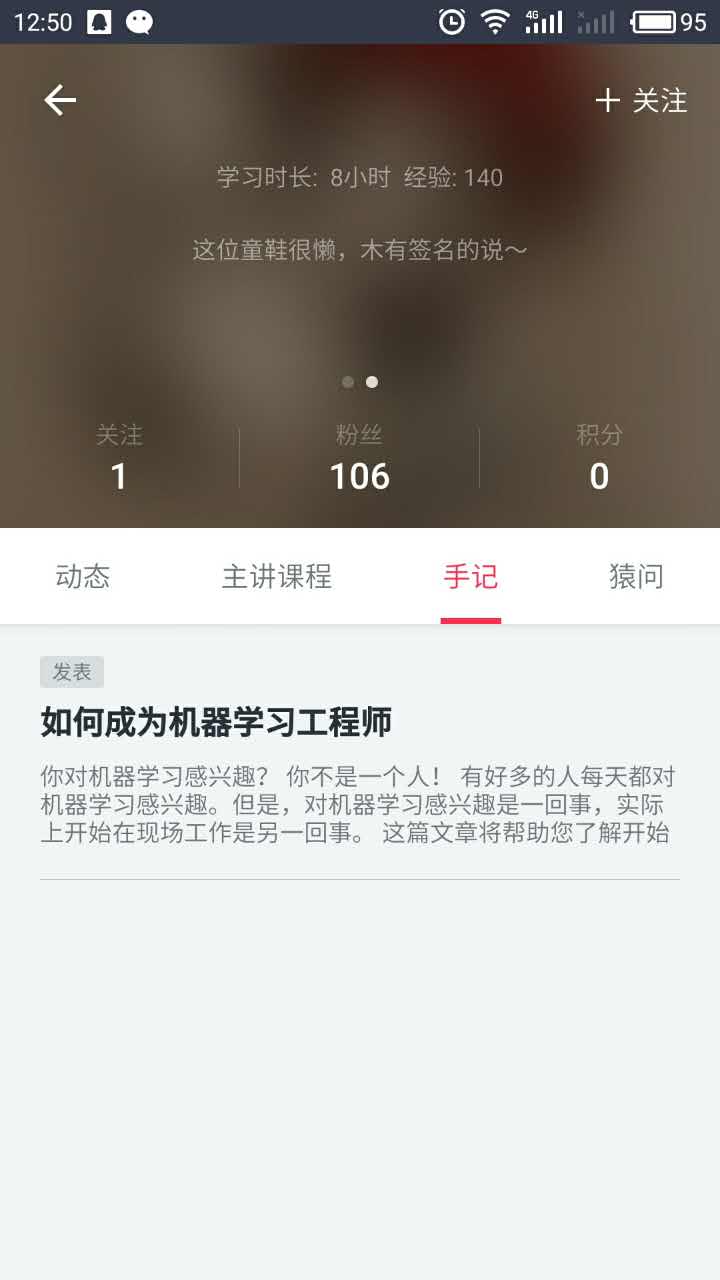 12:50
4G
95
关注
学习时长: 8小时 经验: 140
这位童鞋很懒，木有签名的说～
关注 粉丝 积分
1 106 0
动态 主讲课程 手记 猿问
发表
如何成为机器学习工程师
你对机器学习感兴趣？ 你不是一个人！ 有好多的人每天都对
机器学习感兴趣。但是，对机器学习感兴趣是一回事，实际
上开始在现场工作是另一回事。 这篇文章将帮助您了解开始